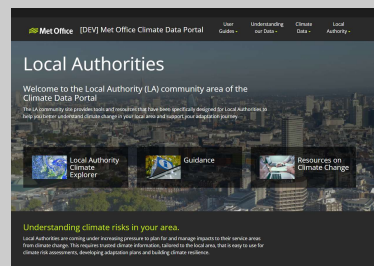 Met Office [DEV] Met Office Climate Data Portal
User Guides
Understanding our Data
Climate Data
Local Authority
Local Authorities
Welcome to the Local Authority (LA) community area of the
Climate Data Portal
The LA community site provides tools and resources that have been specifically designed for Local Authorities to
help you better understand climate change in your local area and support your adaptation journey
Local Authority
Climate
Explorer
Guidance
Resources on
Climate Change
Understanding climate risks in your area.
Local Authorities are coming under increasing pressure to plan for and manage impacts to their service areas
from climate change. This requires trusted climate information, tailored to the local area, that is easy to use for
climate risk assessments, developing adaptation plans and building climate resilience.